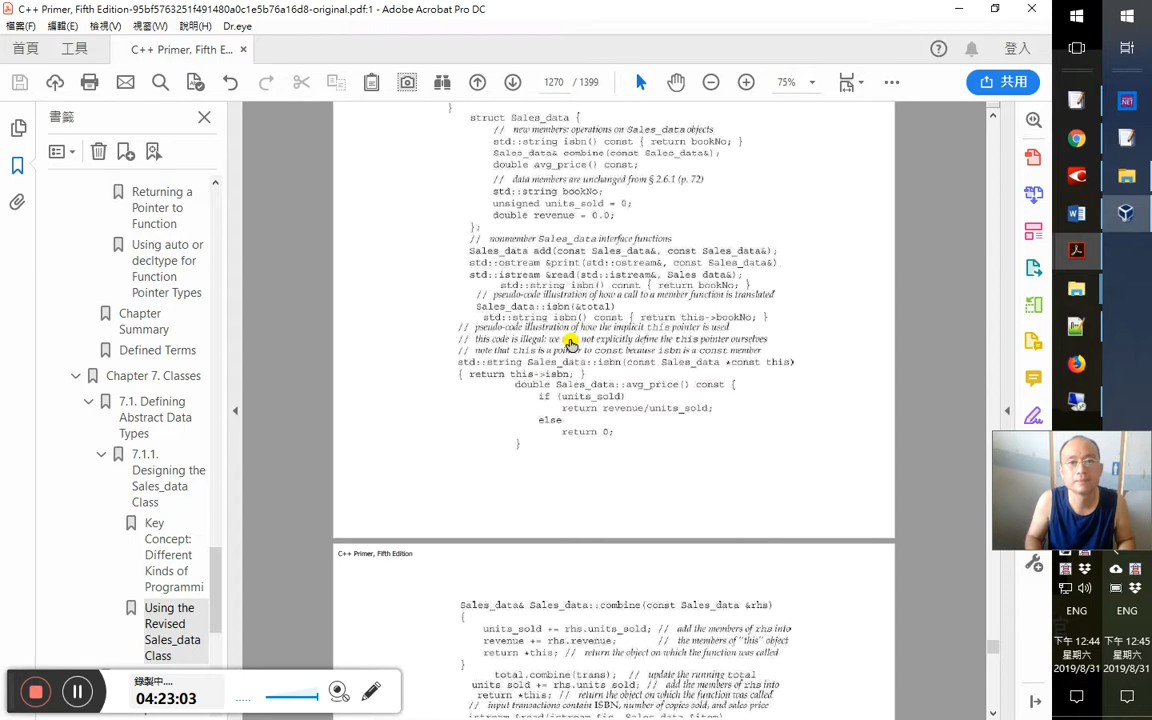 C++ Primer, Fifth Edition-95bf5763251f491480a0c1e5b76a16d8-original.pdf:1 - Adobe Acrobat Pro DC
檔案(F) 編輯(E) 檢視(V) 視窗(W) 說明(H) Dr.eye
首頁 工具 C++ Primer, Fifth E... × 登入
1270 / 1399 75% 共用
書籤
Returning a
Pointer to
Function
Using auto or
decltype for
Function
Pointer Types
Chapter
Summary
Defined Terms
Chapter 7. Classes
7.1. Defining
Abstract Data
Types
7.1.1.
Designing the
Sales_data
Class
Key
Concept:
Different
Kinds of
Programmi
Using the
Revised
Sales_data
Class
}
struct Sales_data {
// new members: operations on Sales_data objects
std::string isbn() const { return bookNo; }
Sales_data& combine(const Sales_data&);
double avg_price() const;
// data members are unchanged from § 2.6.1 (p. 72)
std::string bookNo;
unsigned units_sold = 0;
double revenue = 0.0;
};
// nonmember Sales_data interface functions
Sales_data add(const Sales_data&, const Sales_data&);
std::ostream &print(std::ostream&, const Sales_data&)
std::istream &read(std::istream&, Sales_data&);
std::string isbn() const { return bookNo; }
// pseudo-code illustration of how a call to a member function is translated
Sales_data::isbn(&total)
std::string isbn() const { return this->bookNo; }
// pseudo-code illustration of how the implicit this pointer is used
// this code is illegal: we not explicitly define the this pointer ourselves
// note that this is a pointer to const because isbn is a const member
std::string Sales_data::isbn(const Sales_data *const this)
{ return this->isbn; }
double Sales_data::avg_price() const {
if (units_sold)
return revenue/units_sold;
else
return 0;
}
C++ Primer, Fifth Edition
Sales_data& Sales_data::combine(const Sales_data &rhs)
{
units_sold += rhs.units_sold; // add the members of rhs into
revenue += rhs.revenue; // the members of "this" object
return *this; // return the object on which the function was called
}
total.combine(trans); // update the running total
units_sold += rhs.units_sold; // add the members of rhs into
return *this; // return the object on which the function was called
// input transactions contain ISBN, number of copies sold, and sales price
istream &read(istream &is, Sales_data &item)
錄製中...
04:23:03
ENG ENG
下午 12:44 下午 12:45
星期六 星期六
2019/8/31 2019/8/31